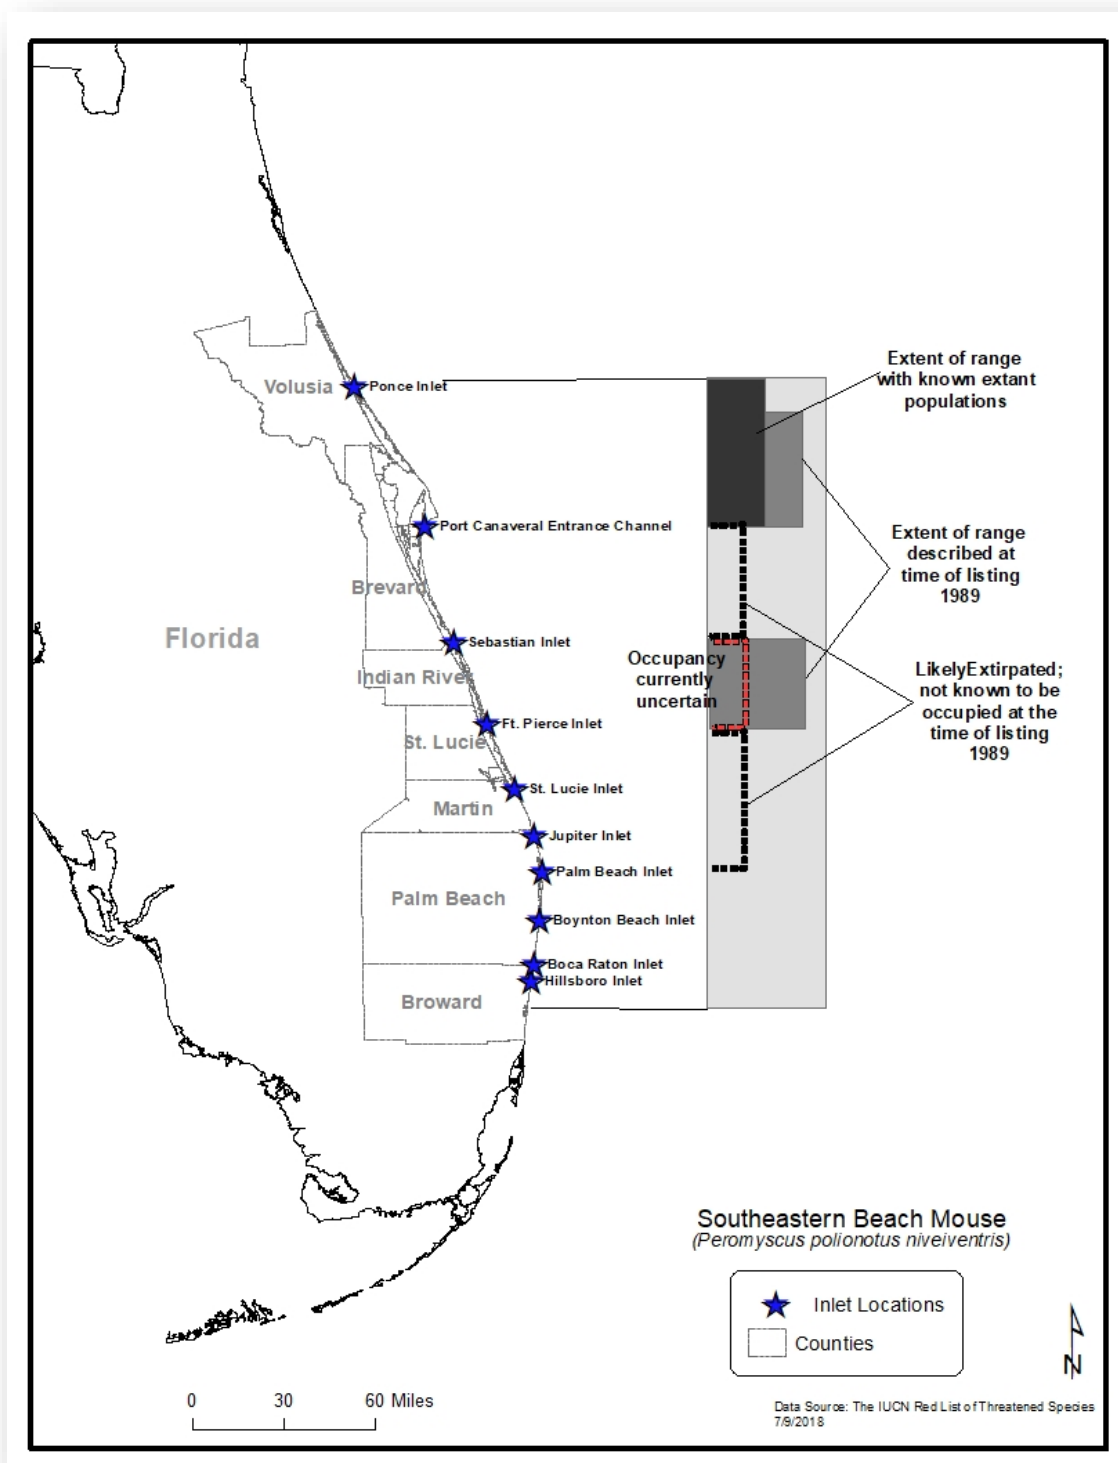 Volusia
Ponce Inlet
Extent of range
with known extant
populations
Port Canaveral Entrance Channel
Extent of range
described at
time of listing
1989
Brevard
Florida
Sebastian Inlet
Occupancy
currently
uncertain
Indian River
LikelyExtirpated;
not known to be
occupied at the
time of listing
1989
Ft. Pierce Inlet
St. Lucie
St. Lucie Inlet
Martin
Jupiter Inlet
Palm Beach Inlet
Palm Beach
Boynton Beach Inlet
Boca Raton Inlet
Hillsboro Inlet
Broward
Southeastern Beach Mouse
(Peromyscus polionotus niveiventris)
Inlet Locations
Counties
N
0 30 60 Miles
Data Source: The IUCN Red List of Threatened Species
7/9/2018